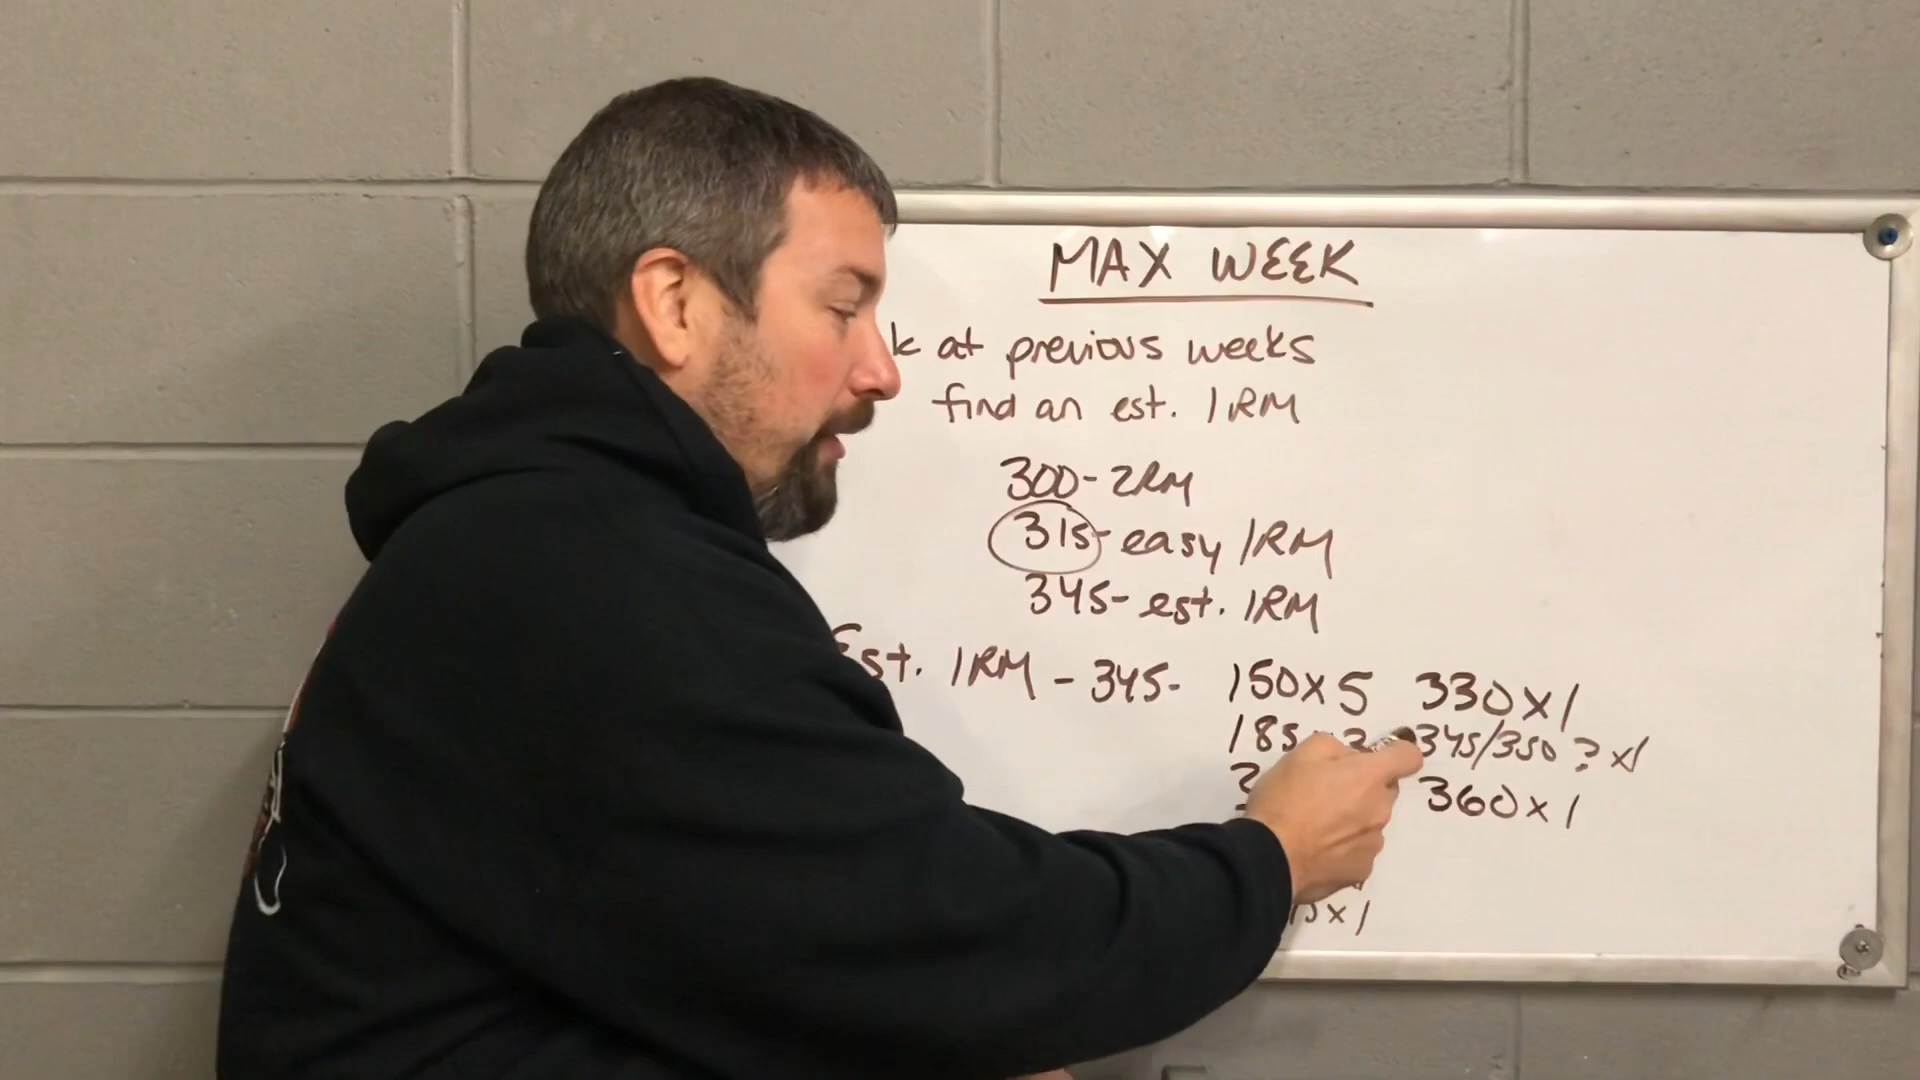 MAX WEEK
at previous weeks
find an est. 1RM
300- 2RM
315- easy 1RM
345- est. 1RM
Est. 1RM - 345- 150x5 330x1
185 345/350? x1
360x1
x1